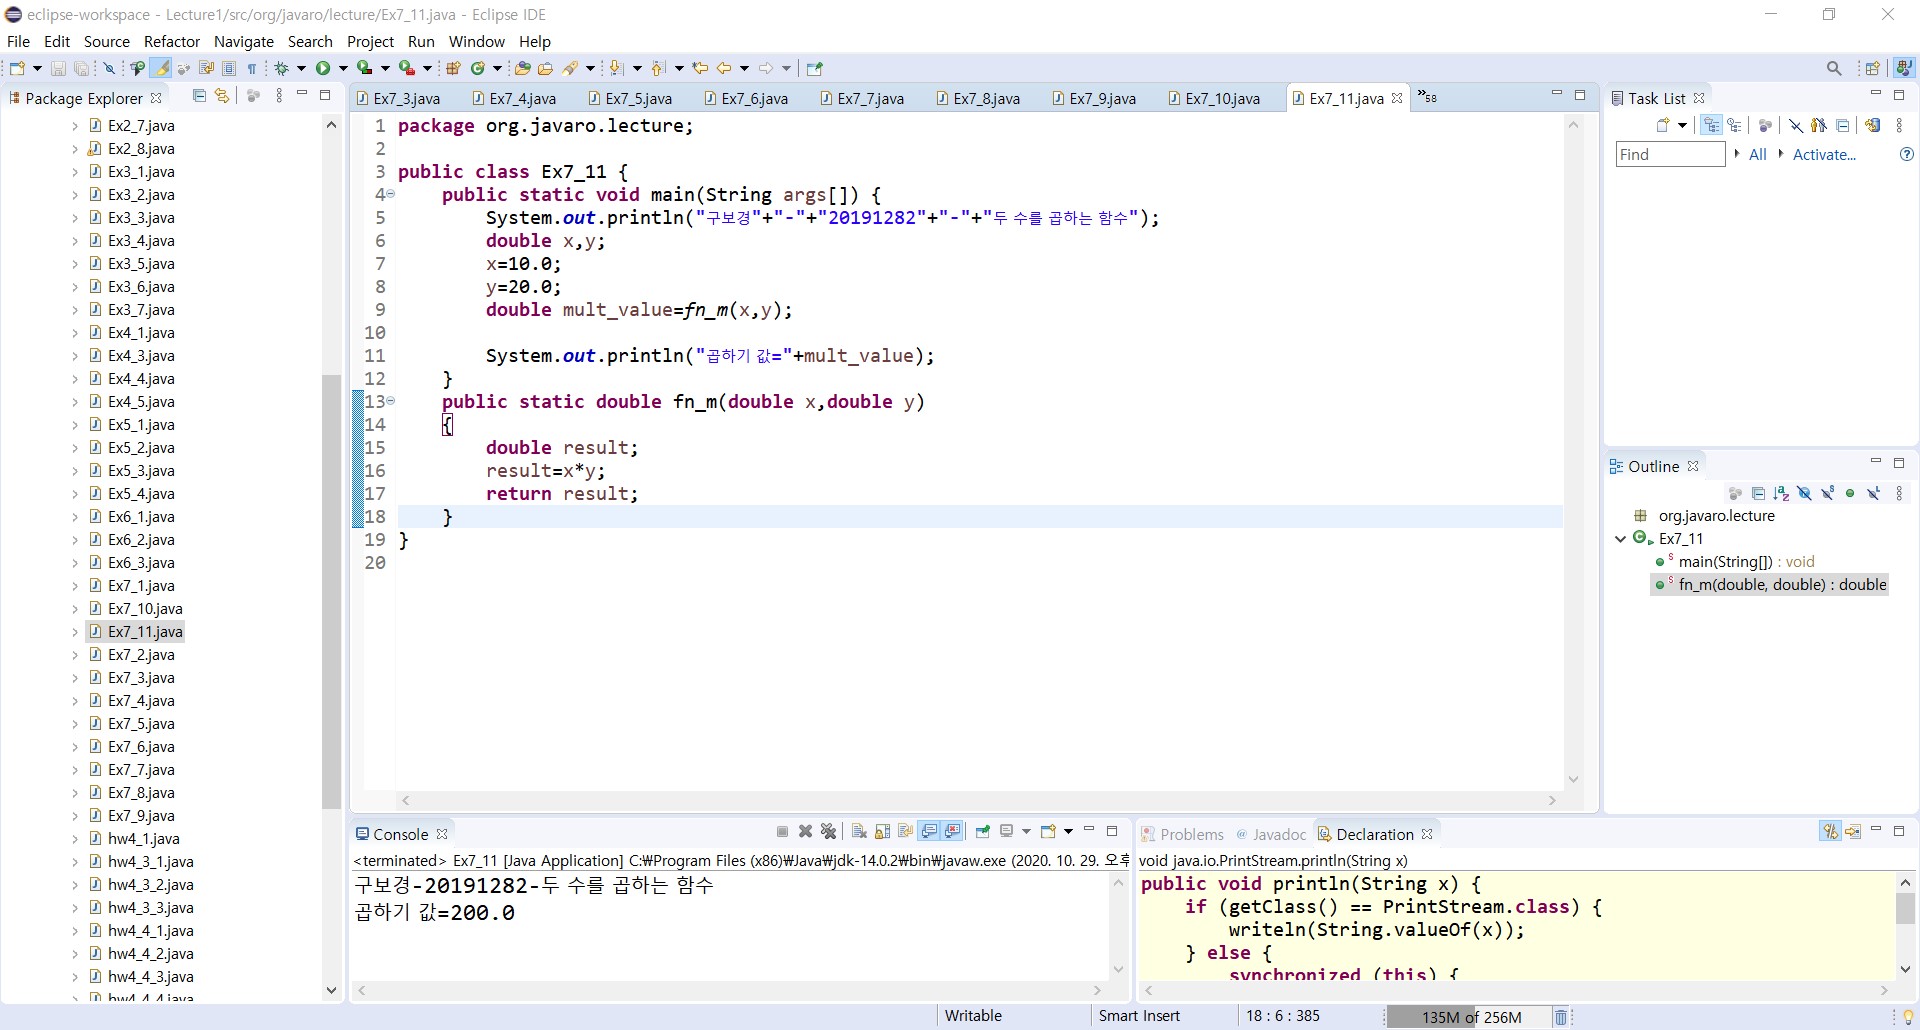 eclipse-workspace - Lecture1/src/org/javaro/lecture/Ex7_11.java - Eclipse IDE
File Edit Source Refactor Navigate Search Project Run Window Help
Package Explorer
Ex2_7.java
Ex2_8.java
Ex3_1.java
Ex3_2.java
Ex3_3.java
Ex3_4.java
Ex3_5.java
Ex3_6.java
Ex3_7.java
Ex4_1.java
Ex4_3.java
Ex4_4.java
Ex4_5.java
Ex5_1.java
Ex5_2.java
Ex5_3.java
Ex5_4.java
Ex6_1.java
Ex6_2.java
Ex6_3.java
Ex7_1.java
Ex7_10.java
Ex7_11.java
Ex7_2.java
Ex7_3.java
Ex7_4.java
Ex7_5.java
Ex7_6.java
Ex7_7.java
Ex7_8.java
Ex7_9.java
hw4_1.java
hw4_3_1.java
hw4_3_2.java
hw4_3_3.java
hw4_4_1.java
hw4_4_2.java
hw4_4_3.java
hw4_4_4.java
Ex7_3.java Ex7_4.java Ex7_5.java Ex7_6.java Ex7_7.java Ex7_8.java Ex7_9.java Ex7_10.java Ex7_11.java »58
1 package org.javaro.lecture;
2
3 public class Ex7_11 {
4 public static void main(String args[]) {
5 System.out.println("구보경"+"-"+"20191282"+"-"+"두 수를 곱하는 함수");
6 double x,y;
7 x=10.0;
8 y=20.0;
9 double mult_value=fn_m(x,y);
10
11 System.out.println("곱하기 값="+mult_value);
12 }
13 public static double fn_m(double x,double y)
14 {
15 double result;
16 result=x*y;
17 return result;
18 }
19 }
20
Task List
Find All Activate...
Outline
org.javaro.lecture
Ex7_11
main(String[]) : void
fn_m(double, double) : double
Console
<terminated> Ex7_11 [Java Application] C:₩Program Files (x86)₩Java₩jdk-14.0.2₩bin₩javaw.exe (2020. 10. 29. 오후
구보경-20191282-두 수를 곱하는 함수
곱하기 값=200.0
Problems @ Javadoc Declaration
void java.io.PrintStream.println(String x)
public void println(String x) {
if (getClass() == PrintStream.class) {
writeln(String.valueOf(x));
} else {
synchronized (this) {
Writable Smart Insert 18 : 6 : 385 135M of 256M